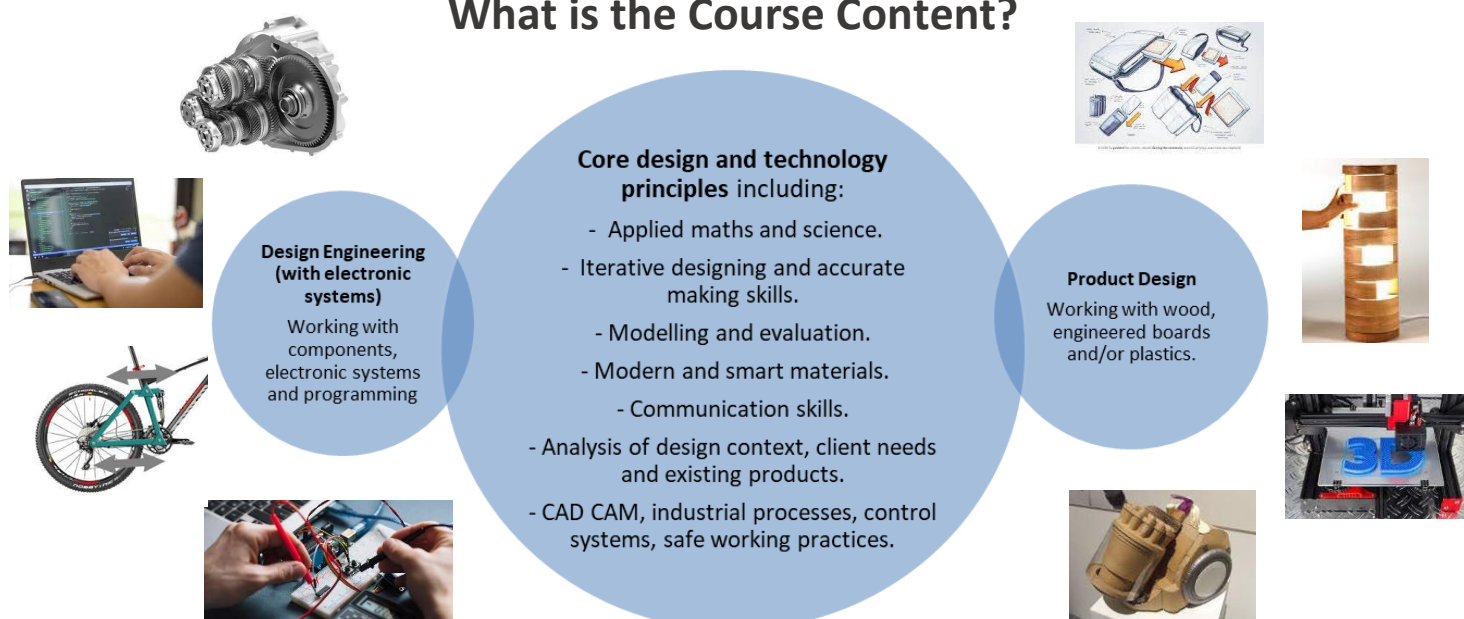 What is the Course Content?
Design Engineering
(with electronic
systems)
Working with
components,
electronic systems
and programming
Core design and technology
principles including:
- Applied maths and science.
- Iterative designing and accurate
making skills.
- Modelling and evaluation.
- Modern and smart materials.
- Communication skills.
- Analysis of design context, client needs
and existing products.
- CAD CAM, industrial processes, control
systems, safe working practices.
Product Design
Working with wood,
engineered boards
and/or plastics.
3D